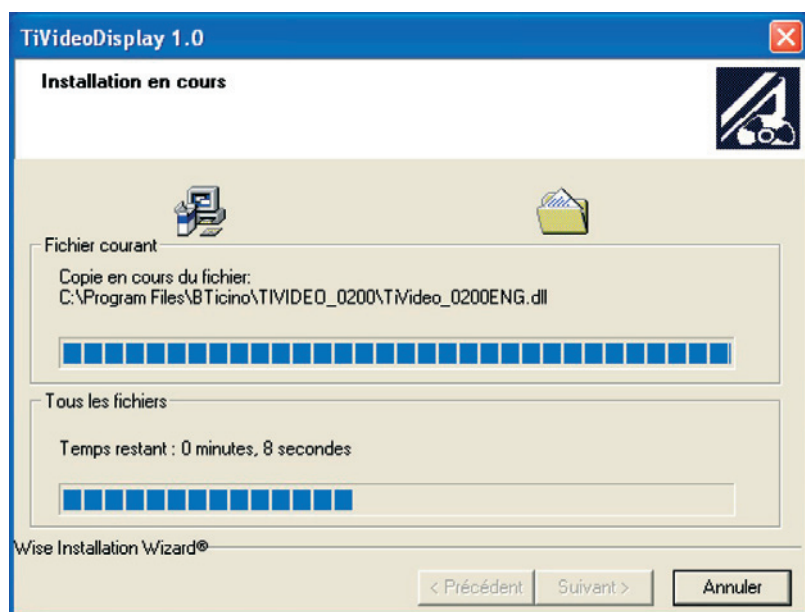 TiVideoDisplay 1.0
Installation en cours
Fichier courant
Copie en cours du fichier:
C:\Program Files\BTicino\TIVIDEO_0200\TiVideo_0200ENG.dll
Tous les fichiers
Temps restant : 0 minutes, 8 secondes
Wise Installation Wizard®
< Précédent
Suivant >
Annuler